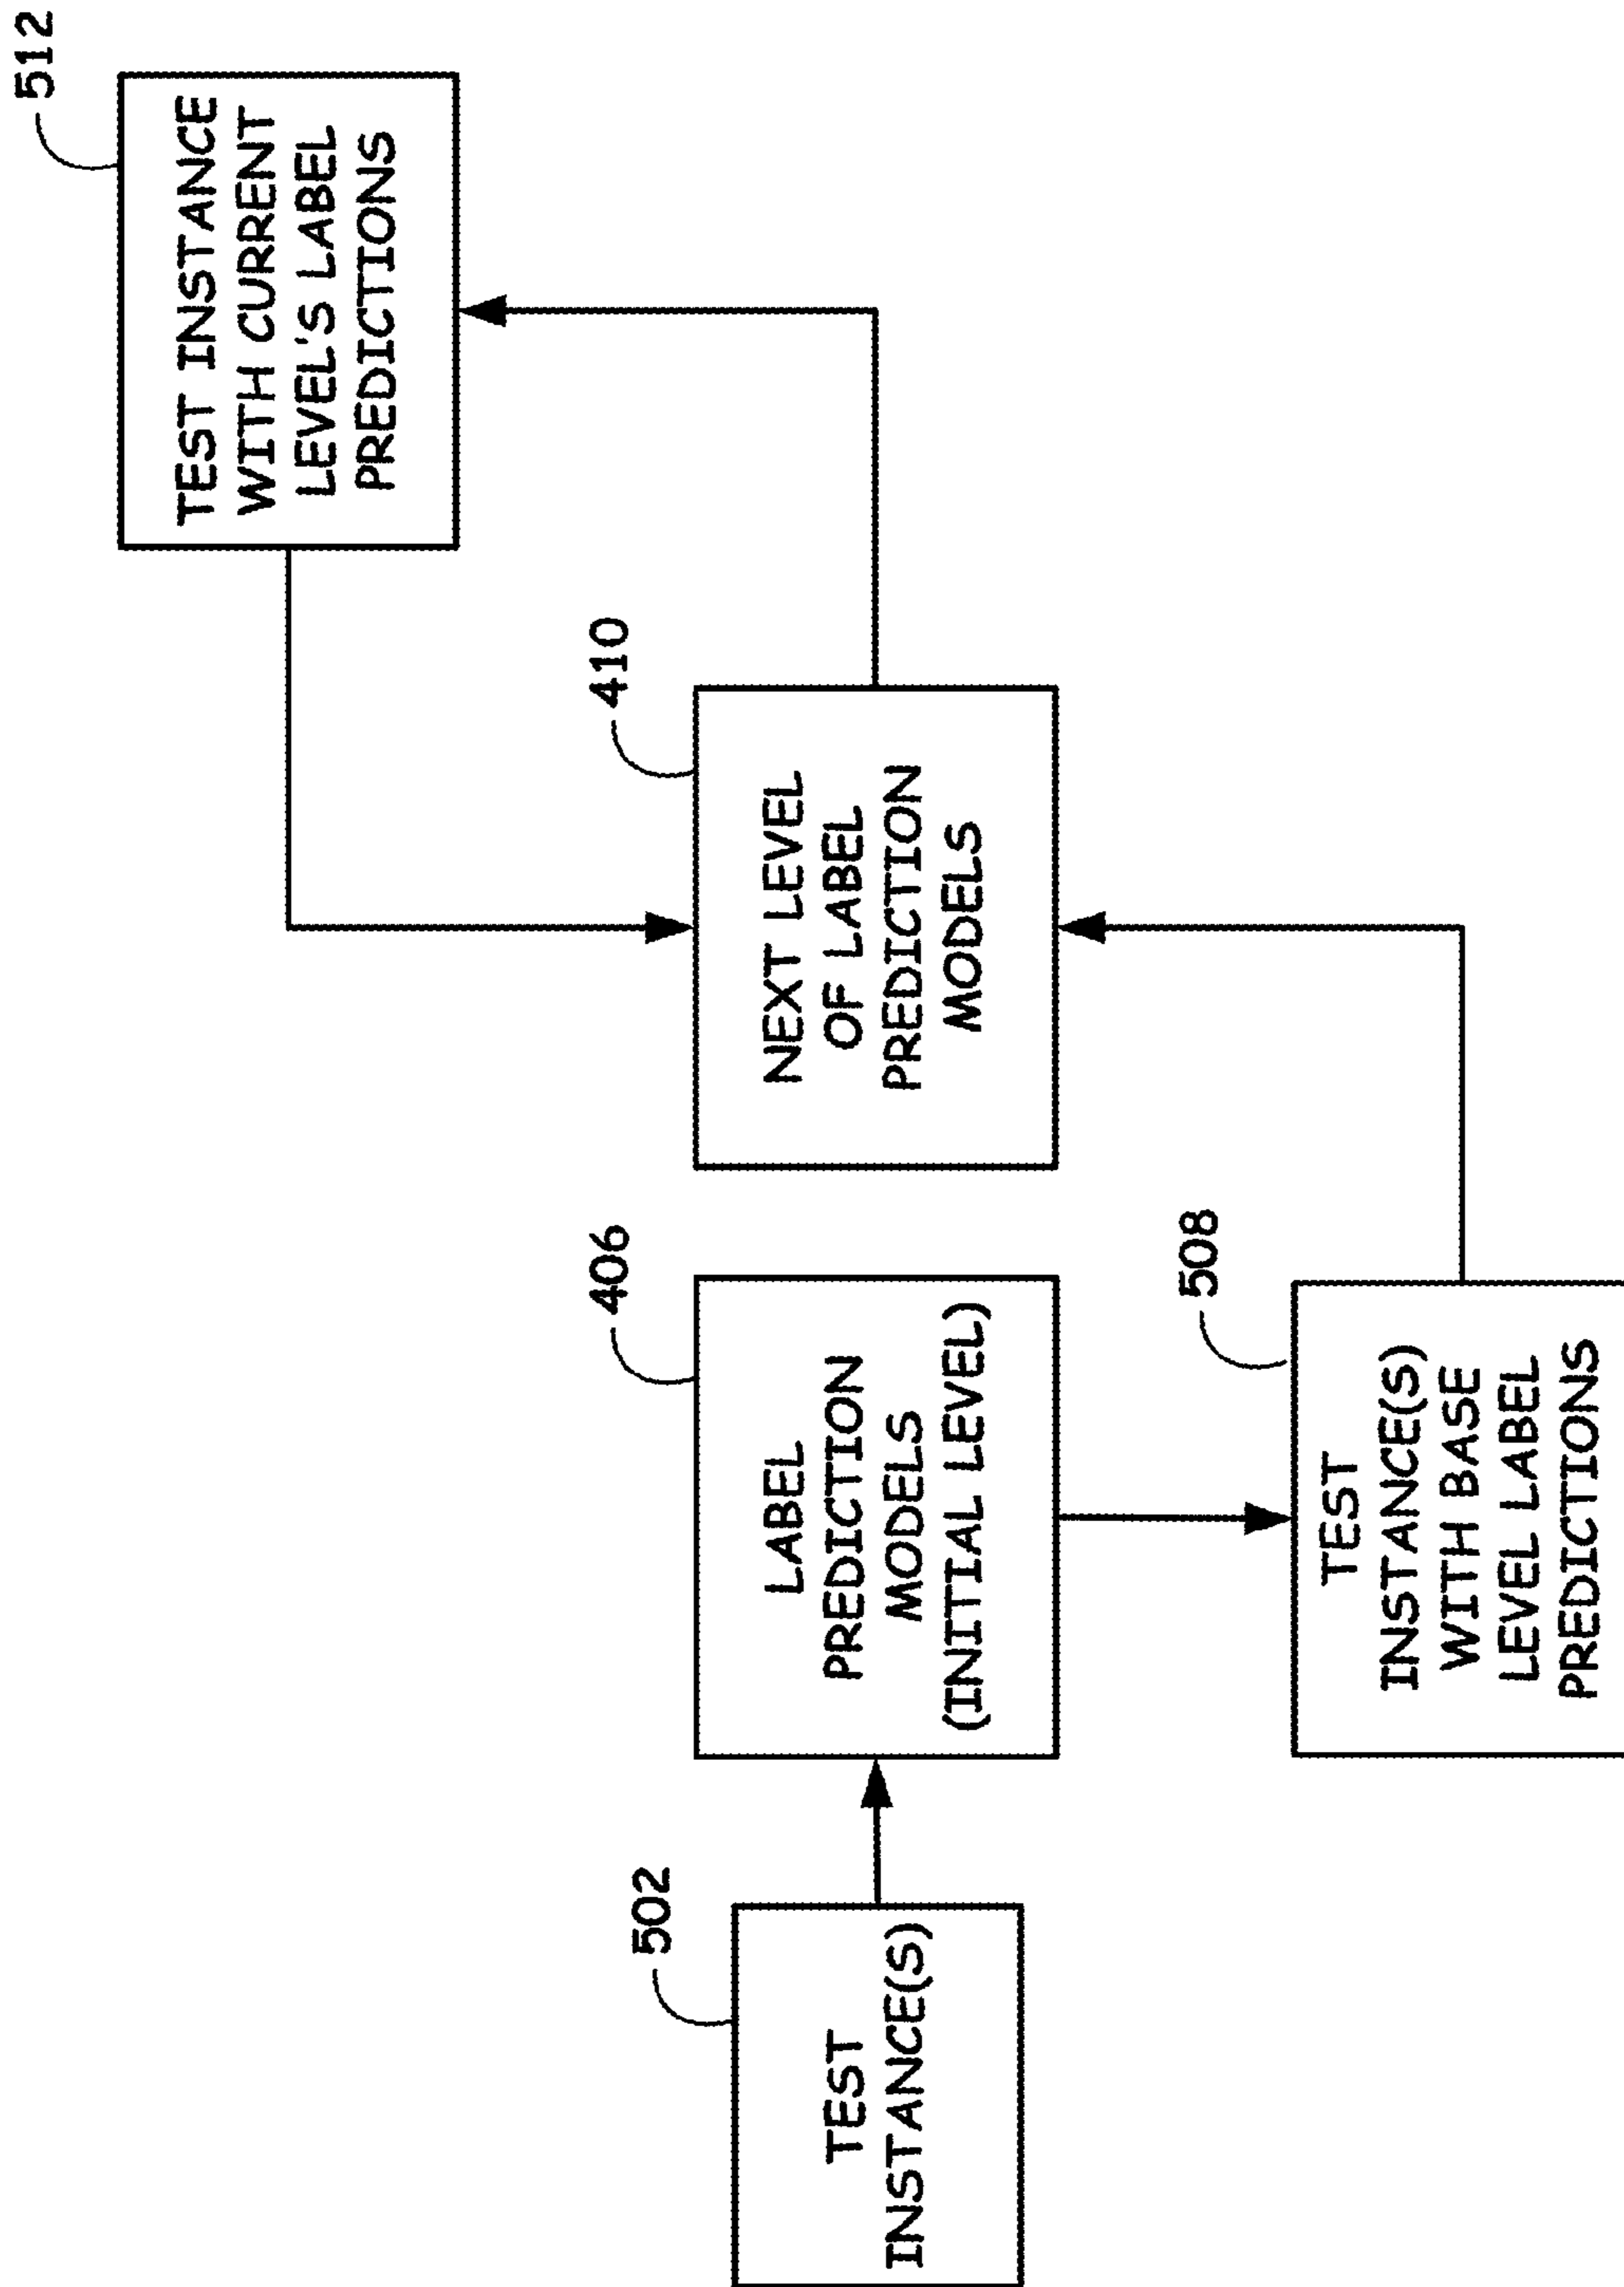 502
TEST
INSTANCE(S)
406
LABEL
PREDICTION
MODELS
(INITIAL LEVEL)
508
TEST
INSTANCE(S)
WITH BASE
LEVEL LABEL
PREDICTIONS
410
NEXT LEVEL
OF LABEL
PREDICTION
MODELS
512
TEST INSTANCE
WITH CURRENT
LEVEL'S LABEL
PREDICTIONS